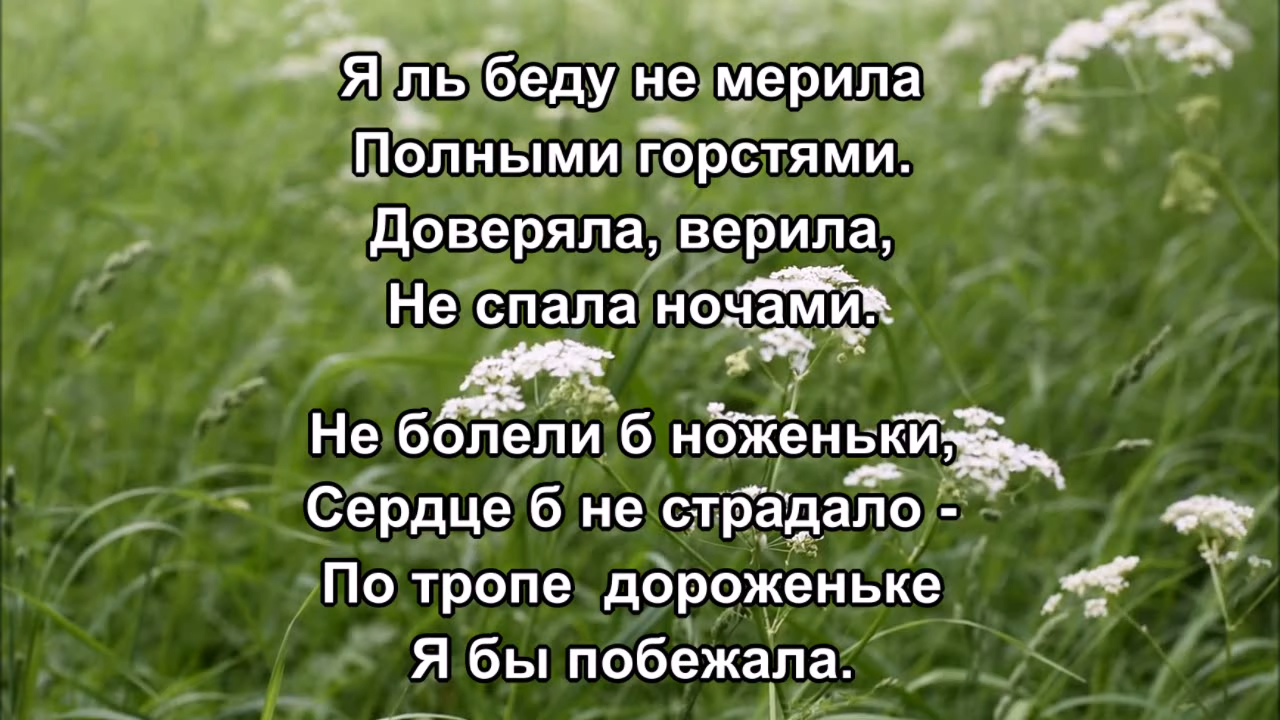 Я ль беду не мерила
Полными горстями.
Доверяла, верила,
Не спала ночами.
Не болели б ноженьки,
Сердце б не страдало -
По тропе дороженьке
Я бы побежала.